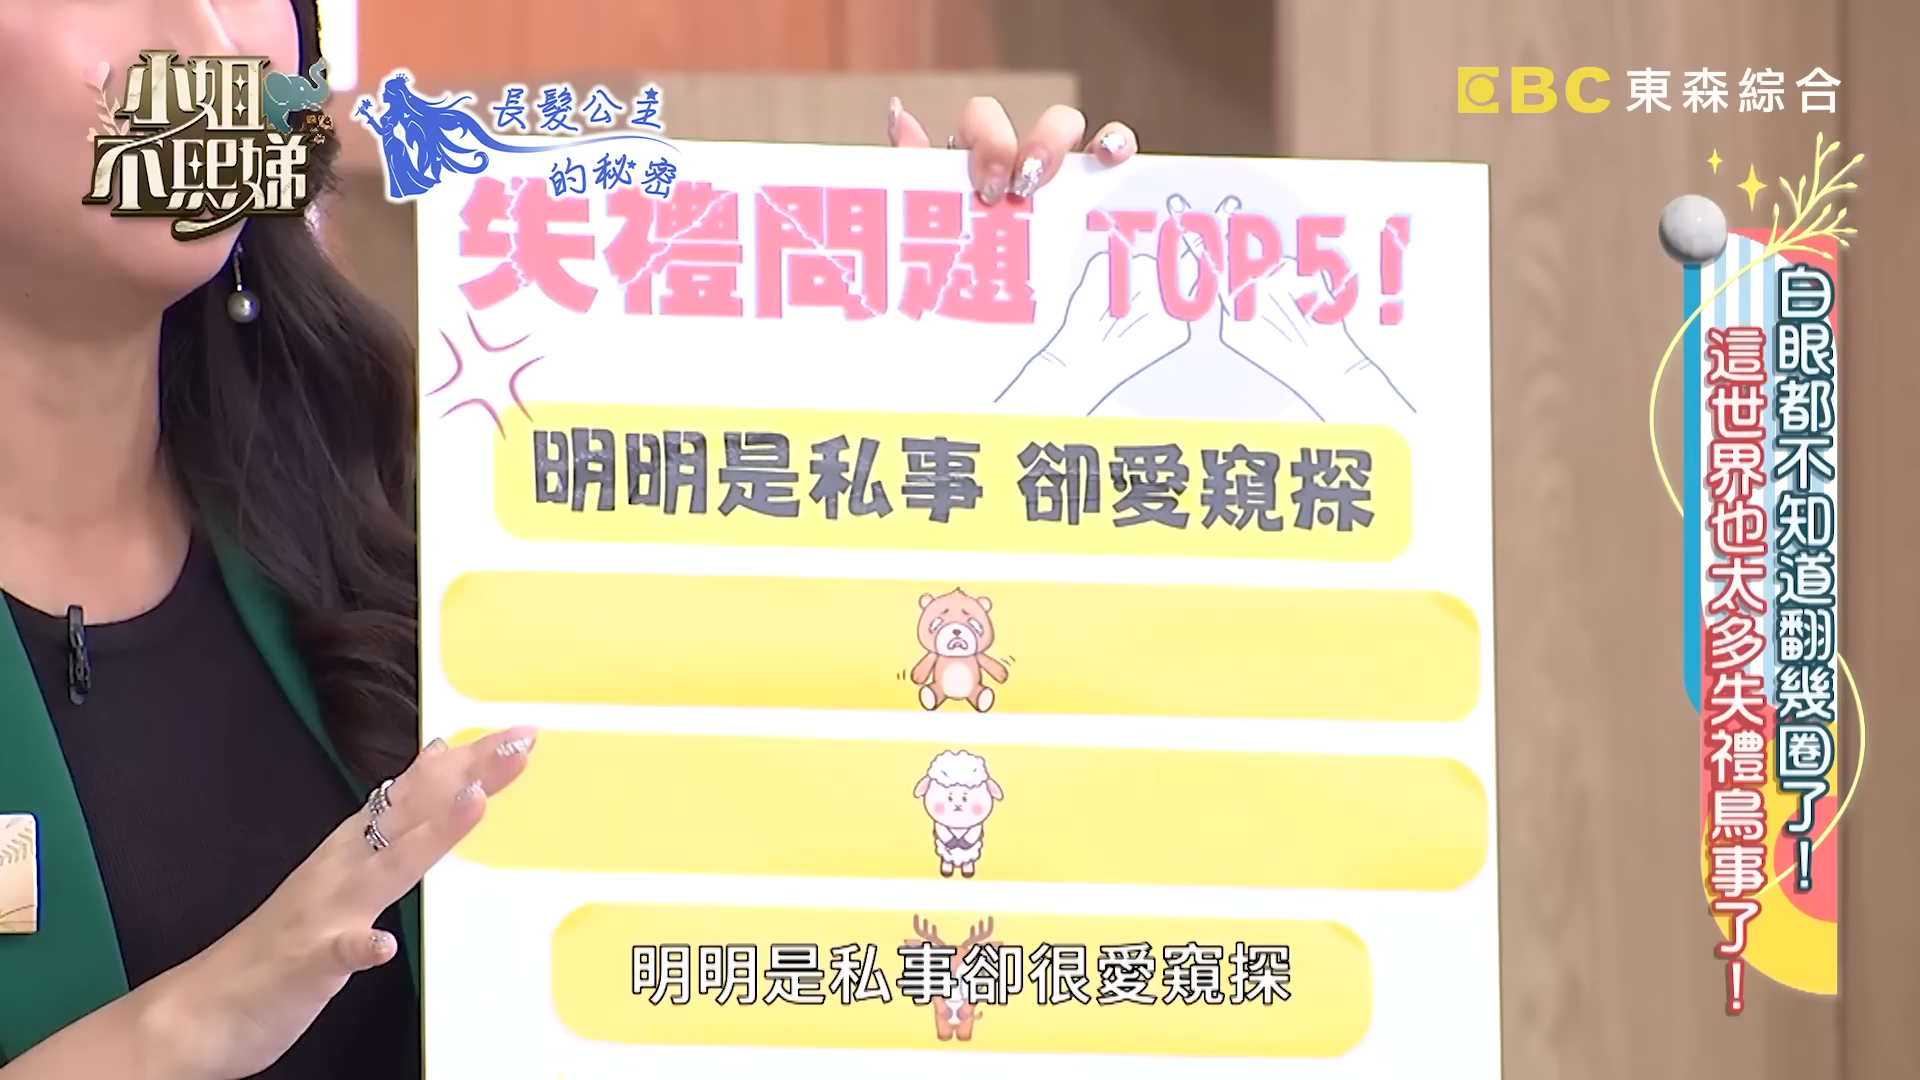 小姐
不熙娣
長髮公主
的秘密
EBC 東森綜合
失禮問題 TOP5!
明明是私事 卻愛窺探
白眼都不知道翻幾圈了!
這世界也太多失禮鳥事了!
明明是私事卻很愛窺探